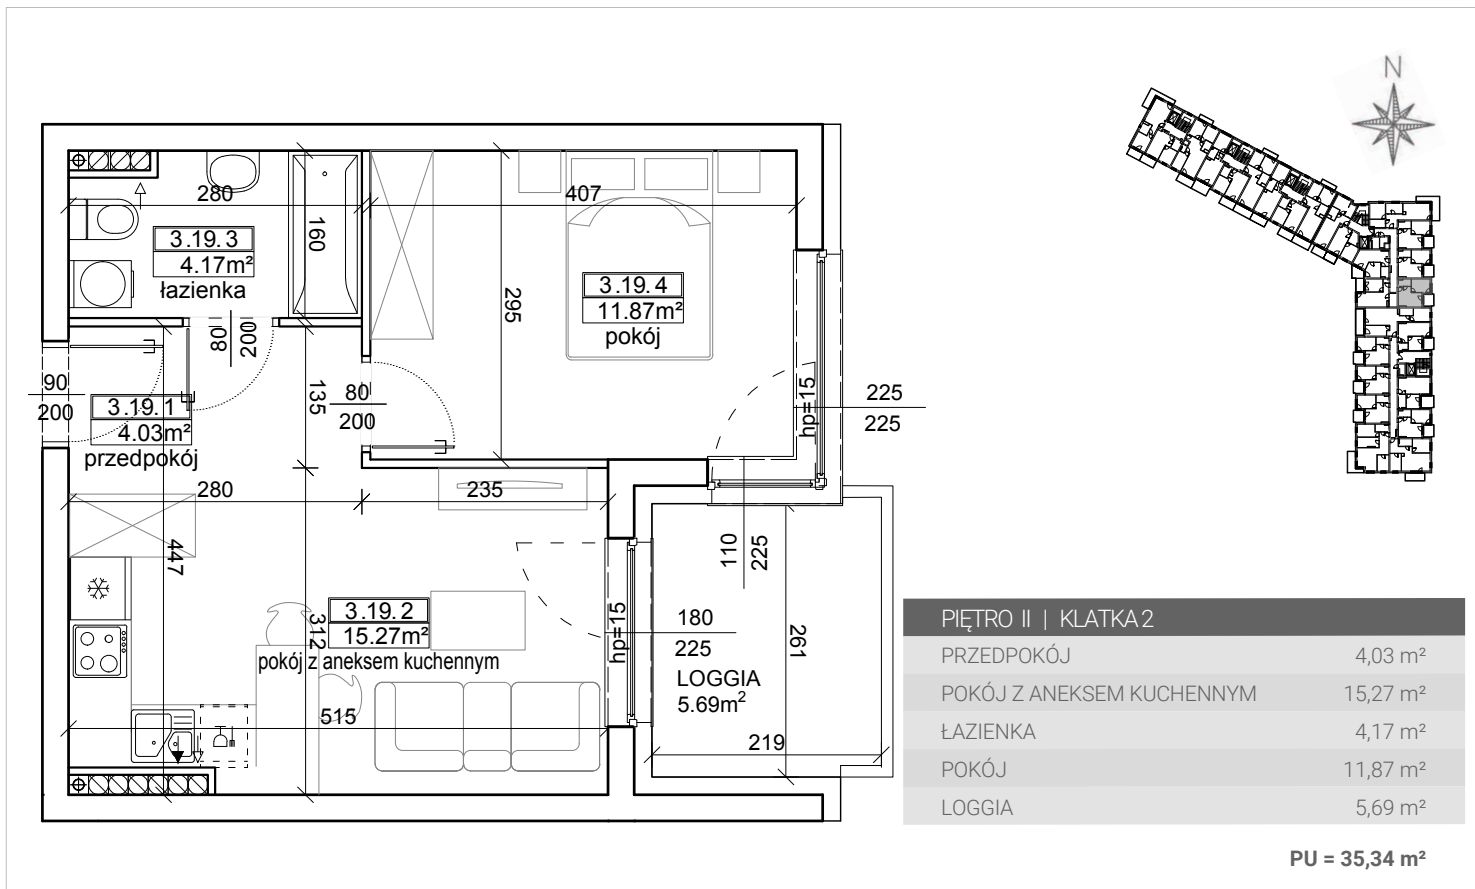 N
280
407
160
3.19.3
4.17m²
łazienka
295
3.19.4
11.87m²
pokój
80
200
90
200
3.19.1
4.03m²
przedpokój
135
80
200
hp=15
225
225
280
235
447
110
225
312
3.19.2
15.27m²
pokój z aneksem kuchennym
hp=15
180
225
261
LOGGIA
5.69m²
515
219
PIĘTRO II | KLATKA 2
PRZEDPOKÓJ 4,03 m²
POKÓJ Z ANEKSEM KUCHENNYM 15,27 m²
ŁAZIENKA 4,17 m²
POKÓJ 11,87 m²
LOGGIA 5,69 m²
PU = 35,34 m²